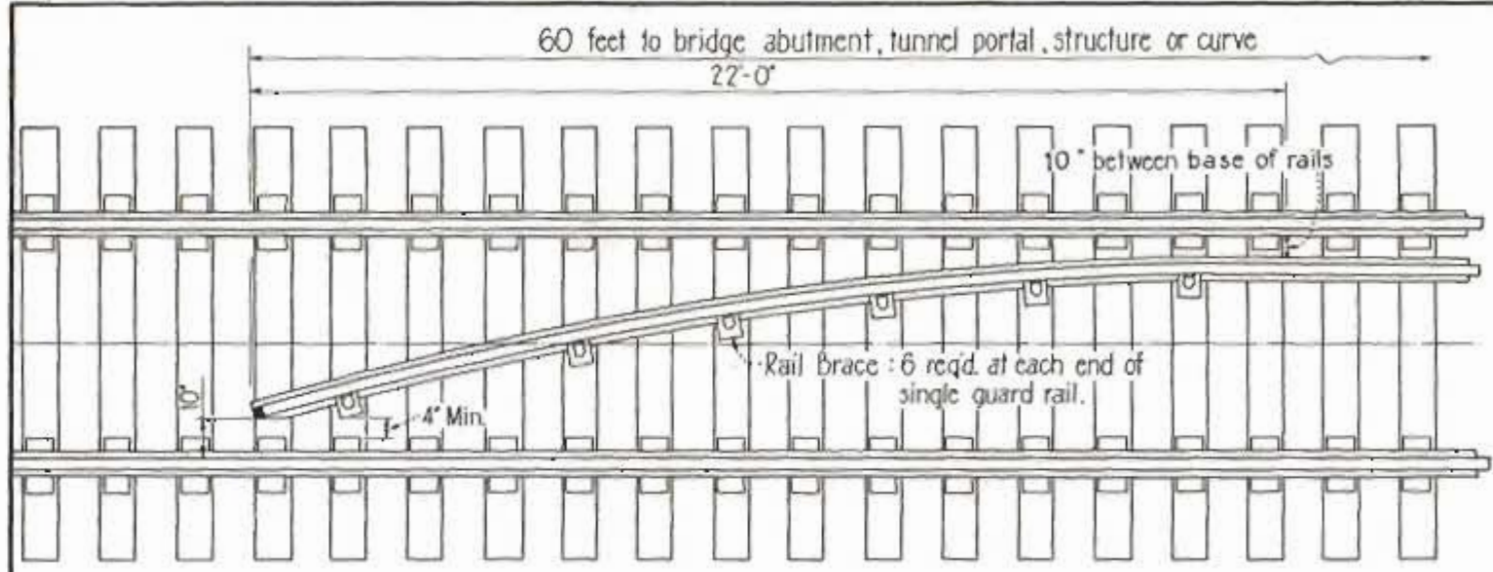 60 feet to bridge abutment, tunnel portal, structure or curve
22'-0"
10" between base of rails
Rail Brace : 6 reqd. at each end of
single guard rail.
10"
4" Min.